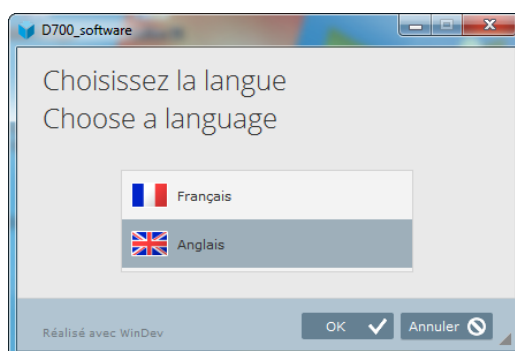 D700_software
Choisissez la langue
Choose a language
Français
Anglais
Réalisé avec WinDev
OK
Annuler